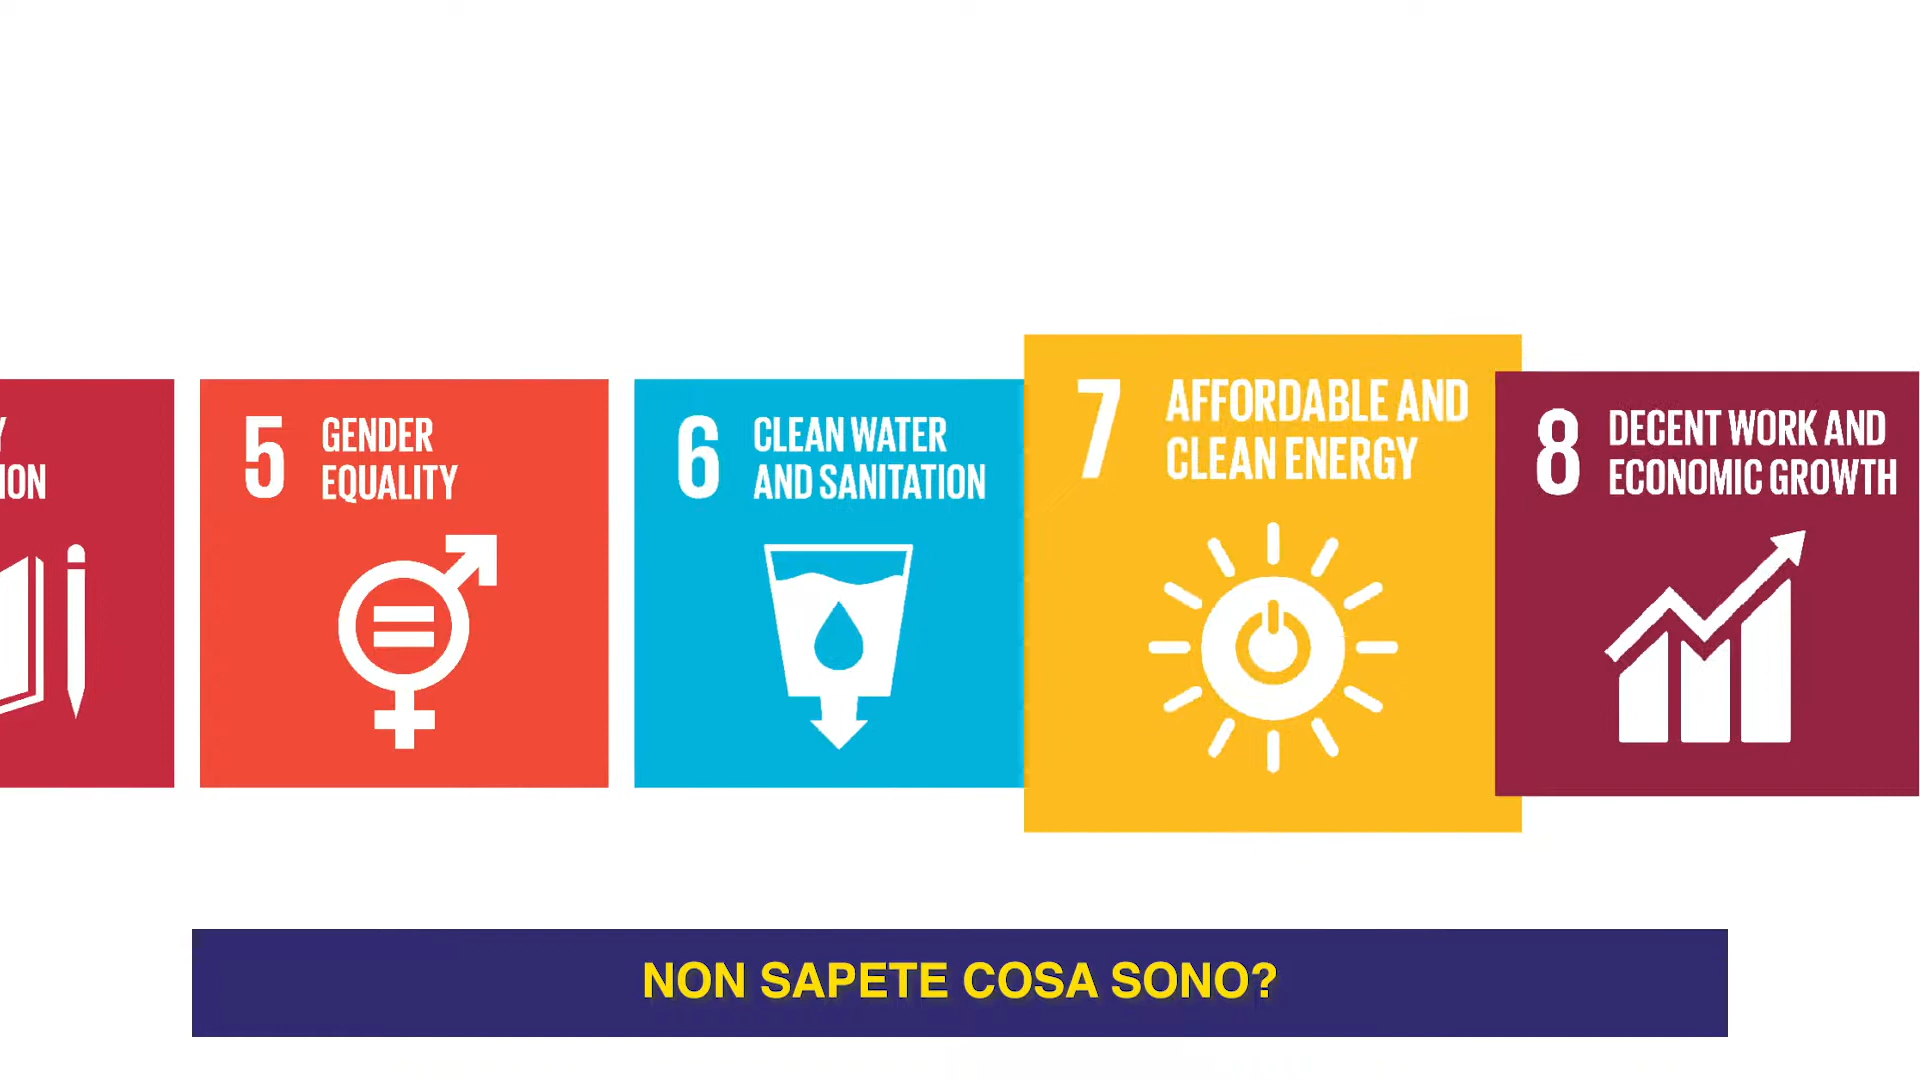 Y
ION
5 GENDER
EQUALITY
6 CLEAN WATER
AND SANITATION
7 AFFORDABLE AND
CLEAN ENERGY
8 DECENT WORK AND
ECONOMIC GROWTH
NON SAPETE COSA SONO?